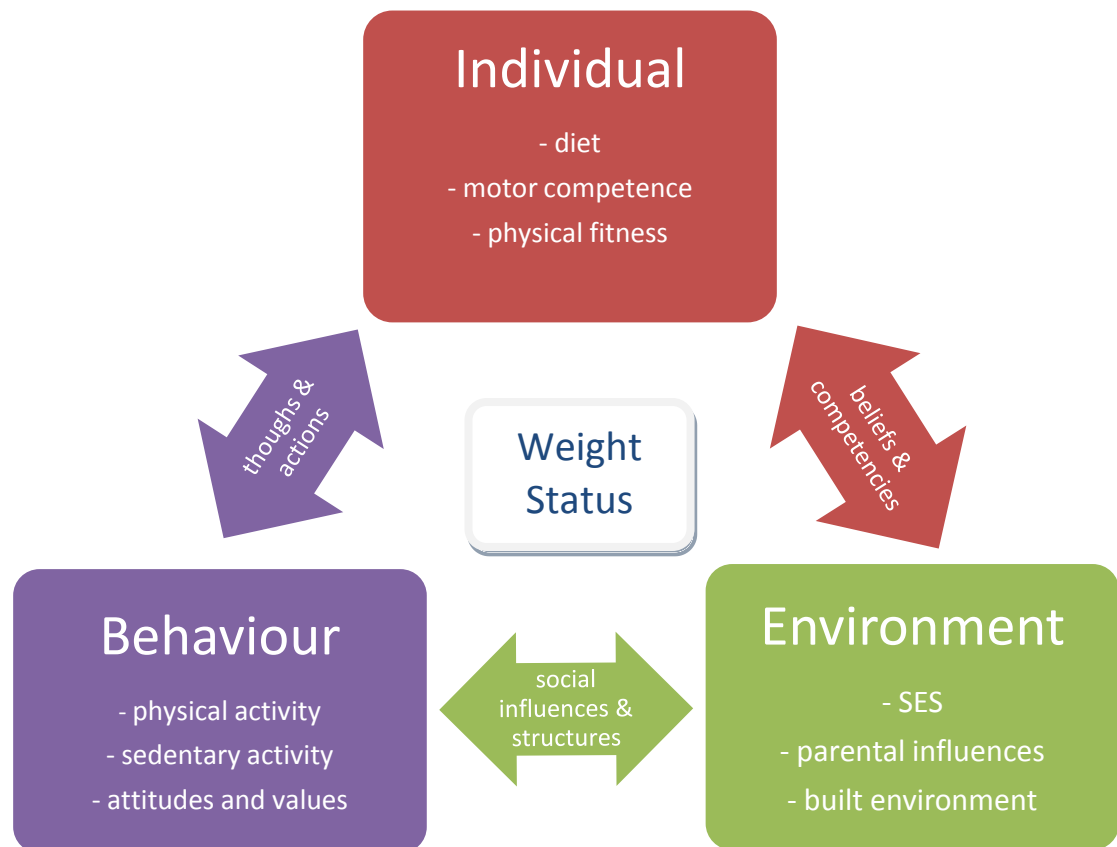 Individual
- diet
- motor competence
- physical fitness
thoughs &
actions
beliefs &
competencies
Weight
Status
Behaviour
- physical activity
- sedentary activity
- attitudes and values
social
influences &
structures
Environment
- SES
- parental influences
- built environment